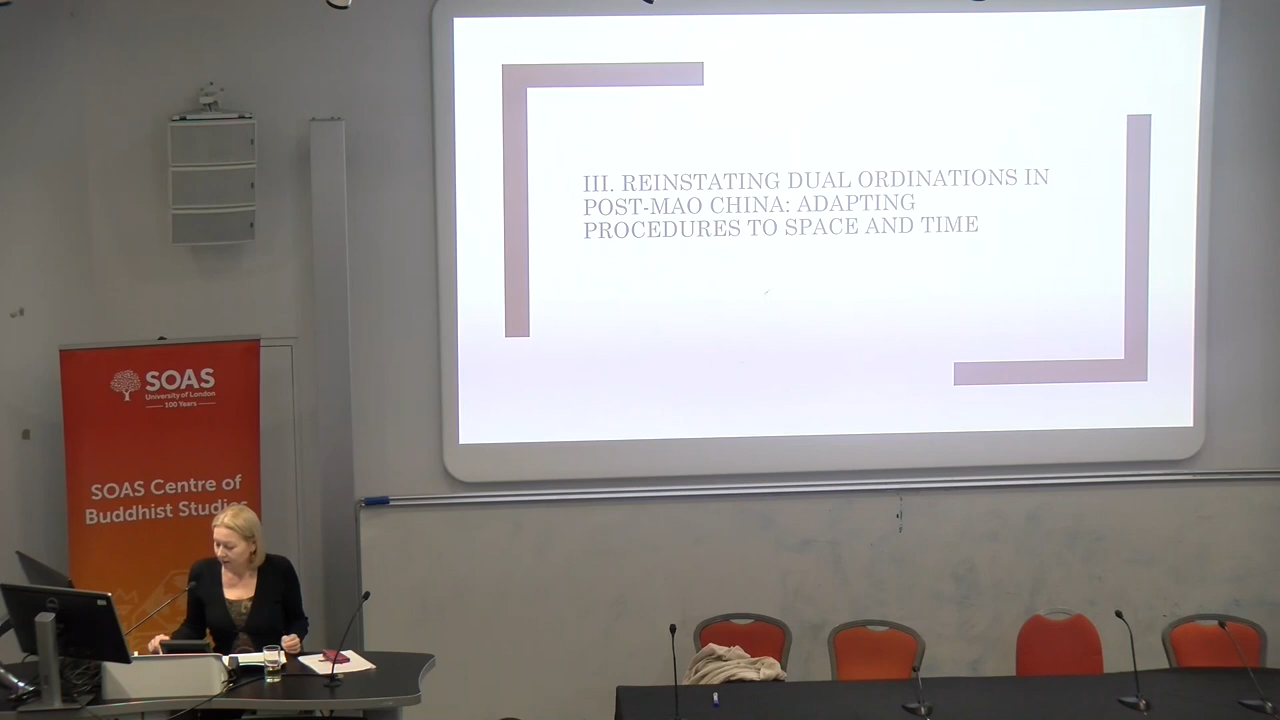 III. REINSTATING DUAL ORDINATIONS IN
POST-MAO CHINA: ADAPTING
PROCEDURES TO SPACE AND TIME
SOAS
University of London
100 Years
SOAS Centre of
Buddhist Studies